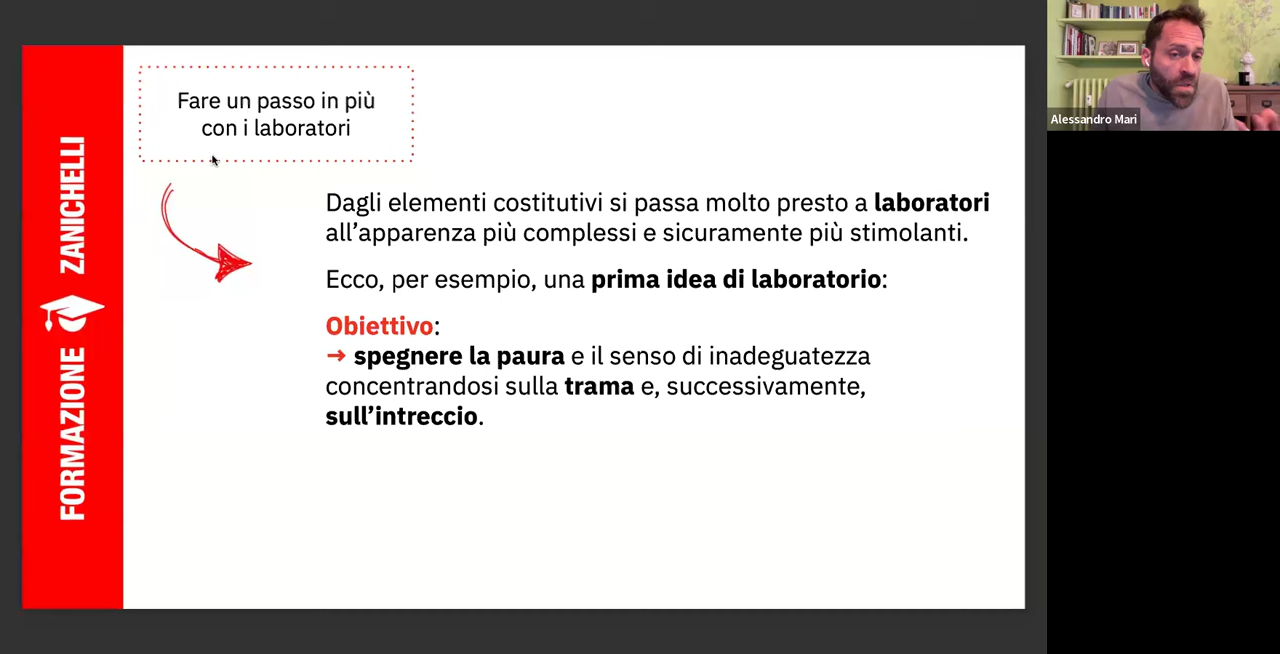 Fare un passo in più
con i laboratori
Dagli elementi costitutivi si passa molto presto a laboratori
all’apparenza più complessi e sicuramente più stimolanti.
Ecco, per esempio, una prima idea di laboratorio:
Obiettivo:
→ spegnere la paura e il senso di inadeguatezza
concentrandosi sulla trama e, successivamente,
sull’intreccio.
FORMAZIONE ZANICHELLI
Alessandro Mari